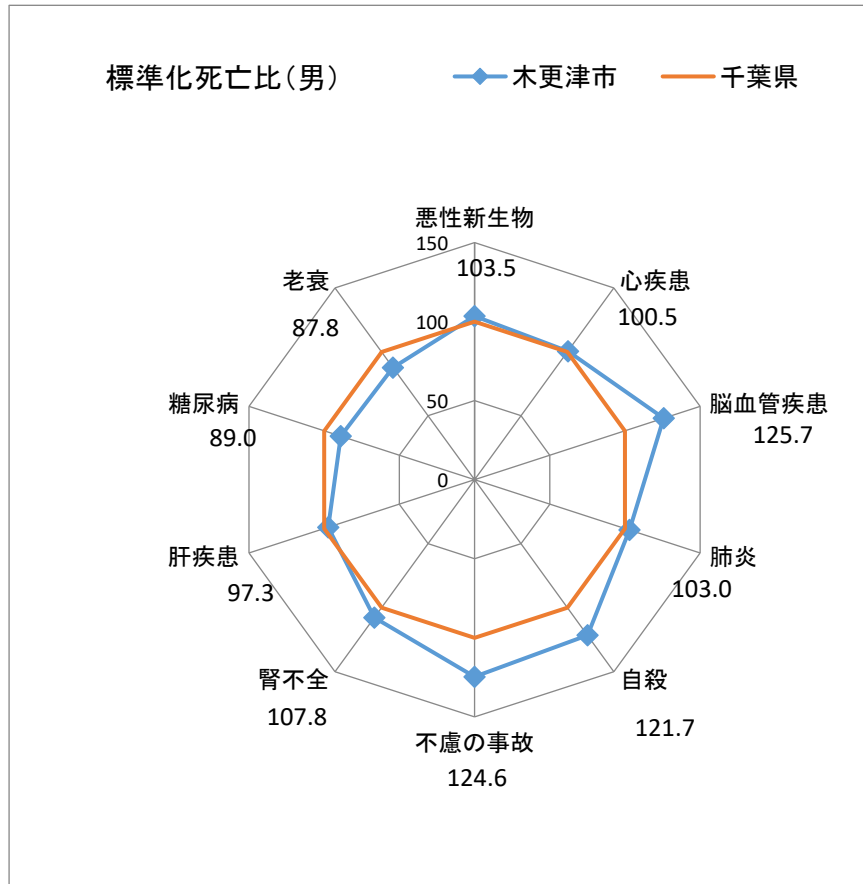 標準化死亡比(男)
木更津市
千葉県
悪性新生物
150
103.5
老衰
心疾患
87.8
100.5
100
糖尿病
脳血管疾患
50
89.0
125.7
0
肝疾患
肺炎
97.3
103.0
腎不全
自殺
107.8
121.7
不慮の事故
124.6